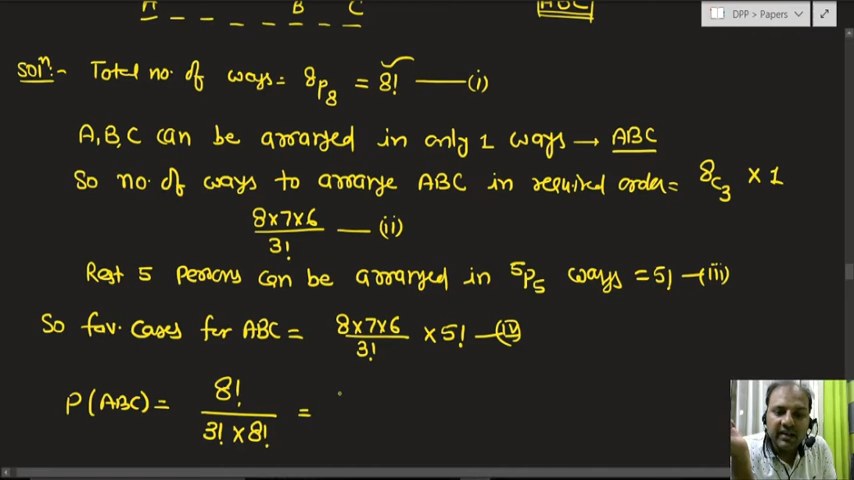 A _ _ _ _ B _ C
ABC
DPP > Papers
Solⁿ:- Total no. of ways = 8P8 = 8! —— (i)
A,B,C can be arranged in only 1 ways → ABC
So no. of ways to arrange ABC in required order = 8C3 × 1
8×7×6/3! — (ii)
Rest 5 Persons can be arranged in ⁵P5 ways = 5! —(iii)
So fav. cases for ABC = 8×7×6/3! × 5! —(iv)
P(ABC) = 8!/(3! × 8!) =